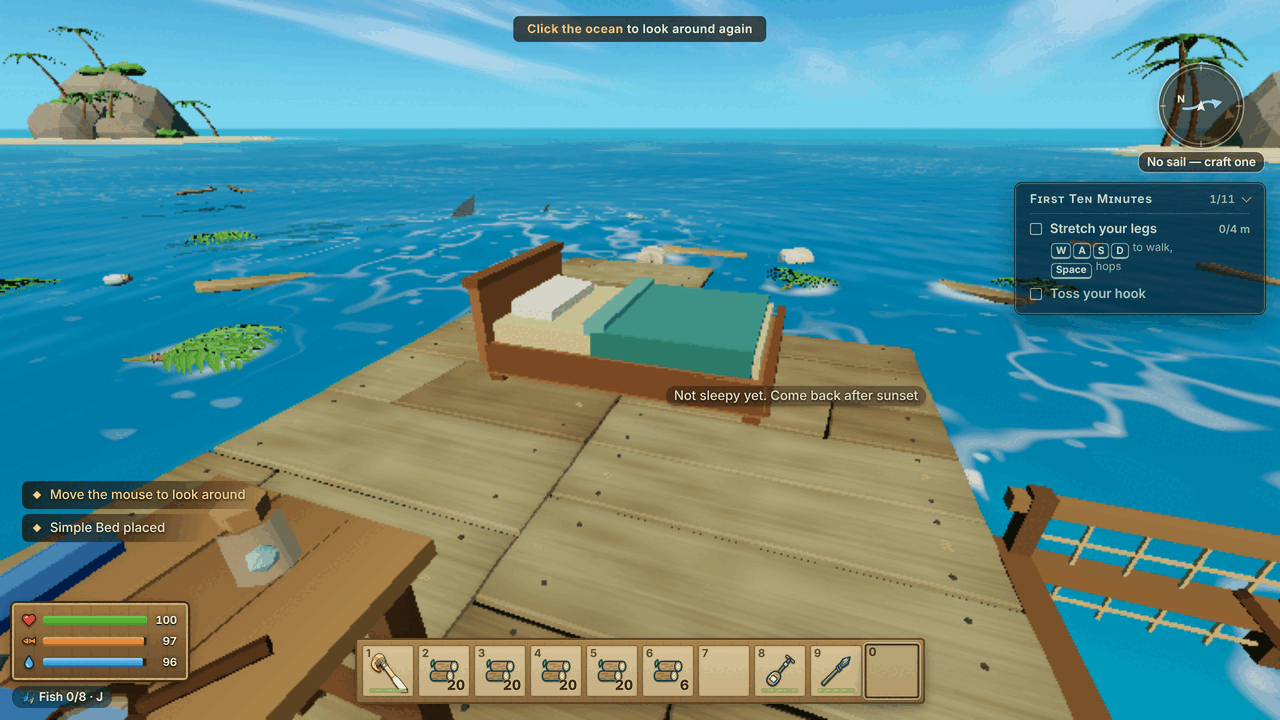 Click the ocean to look around again
N
No sail — craft one
First Ten Minutes 1/11
Stretch your legs 0/4 m
W A S D to walk,
Space hops
Toss your hook
Not sleepy yet. Come back after sunset
Move the mouse to look around
Simple Bed placed
100
97
96
Fish 0/8 · J
1 2 3 4 5 6 7 8 9 0
20 20 20 20 6